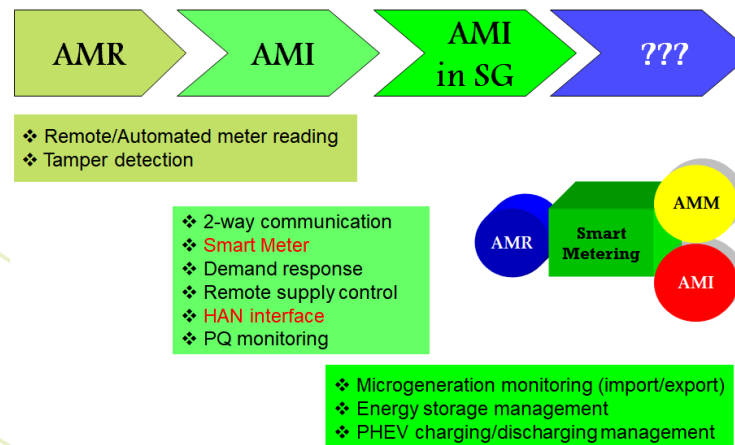 AMR
AMI
AMI
in SG
???
❖ Remote/Automated meter reading
❖ Tamper detection
❖ 2-way communication
❖ Smart Meter
❖ Demand response
❖ Remote supply control
❖ HAN interface
❖ PQ monitoring
AMR
Smart
Metering
AMM
AMI
❖ Microgeneration monitoring (import/export)
❖ Energy storage management
❖ PHEV charging/discharging management